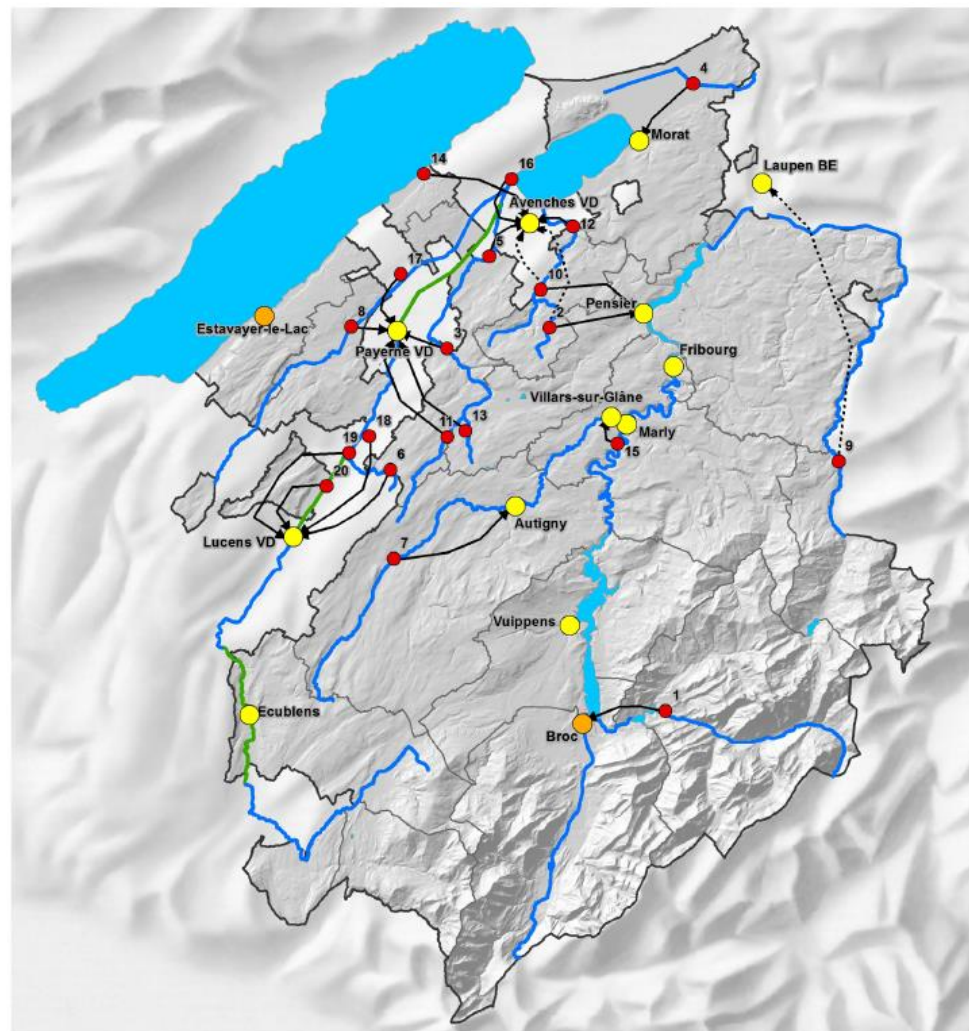 4
Morat
Laupen BE
14
16
Avenches VD
12
5
17
10
Pensier
2
Estavayer-le-Lac
8
3
Payerne VD
Fribourg
Villars-sur-Glâne
Marly
18
11
13
19
6
15
9
20
Autigny
Lucens VD
7
Vuippens
1
Ecublens
Broc